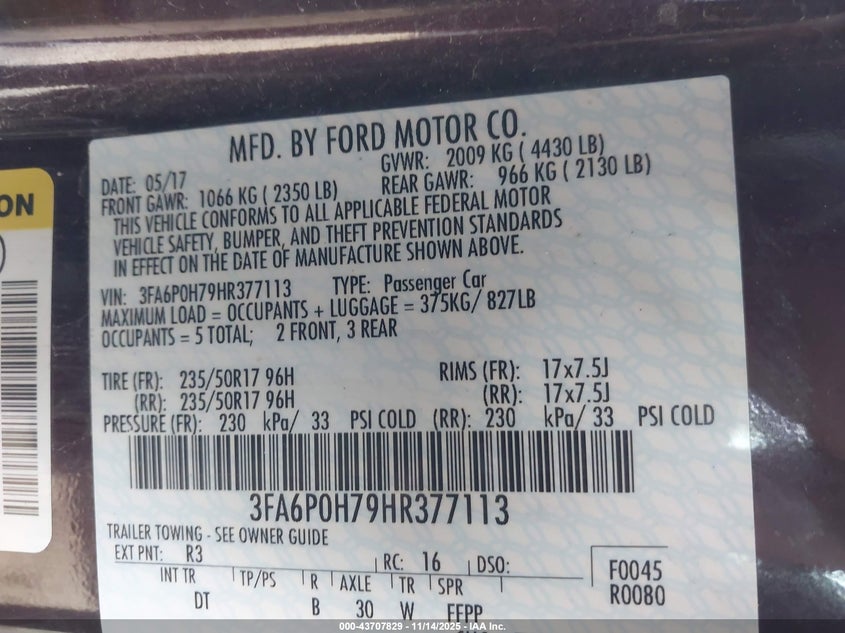 ON
MFD. BY FORD MOTOR CO.
DATE: 05/17 GVWR: 2009 KG ( 4430 LB)
FRONT GAWR: 1066 KG ( 2350 LB) REAR GAWR: 966 KG ( 2130 LB)
THIS VEHICLE CONFORMS TO ALL APPLICABLE FEDERAL MOTOR
VEHICLE SAFETY, BUMPER, AND THEFT PREVENTION STANDARDS
IN EFFECT ON THE DATE OF MANUFACTURE SHOWN ABOVE.
VIN: 3FA6P0H79HR377113 TYPE: Passenger Car
MAXIMUM LOAD = OCCUPANTS + LUGGAGE = 375KG/ 827LB
OCCUPANTS = 5 TOTAL; 2 FRONT, 3 REAR
TIRE (FR): 235/50R17 96H RIMS (FR): 17x7.5J
(RR): 235/50R17 96H (RR): 17x7.5J
PRESSURE (FR): 230 kPa/ 33 PSI COLD (RR): 230 kPa/ 33 PSI COLD
3FA6P0H79HR377113
TRAILER TOWING - SEE OWNER GUIDE
EXT PNT: R3 RC: 16 DSO: F0045
INT TR TP/PS R AXLE TR SPR R0080
DT B 30 W FFPP
000-43707829 - 11/14/2025 - IAA Inc.